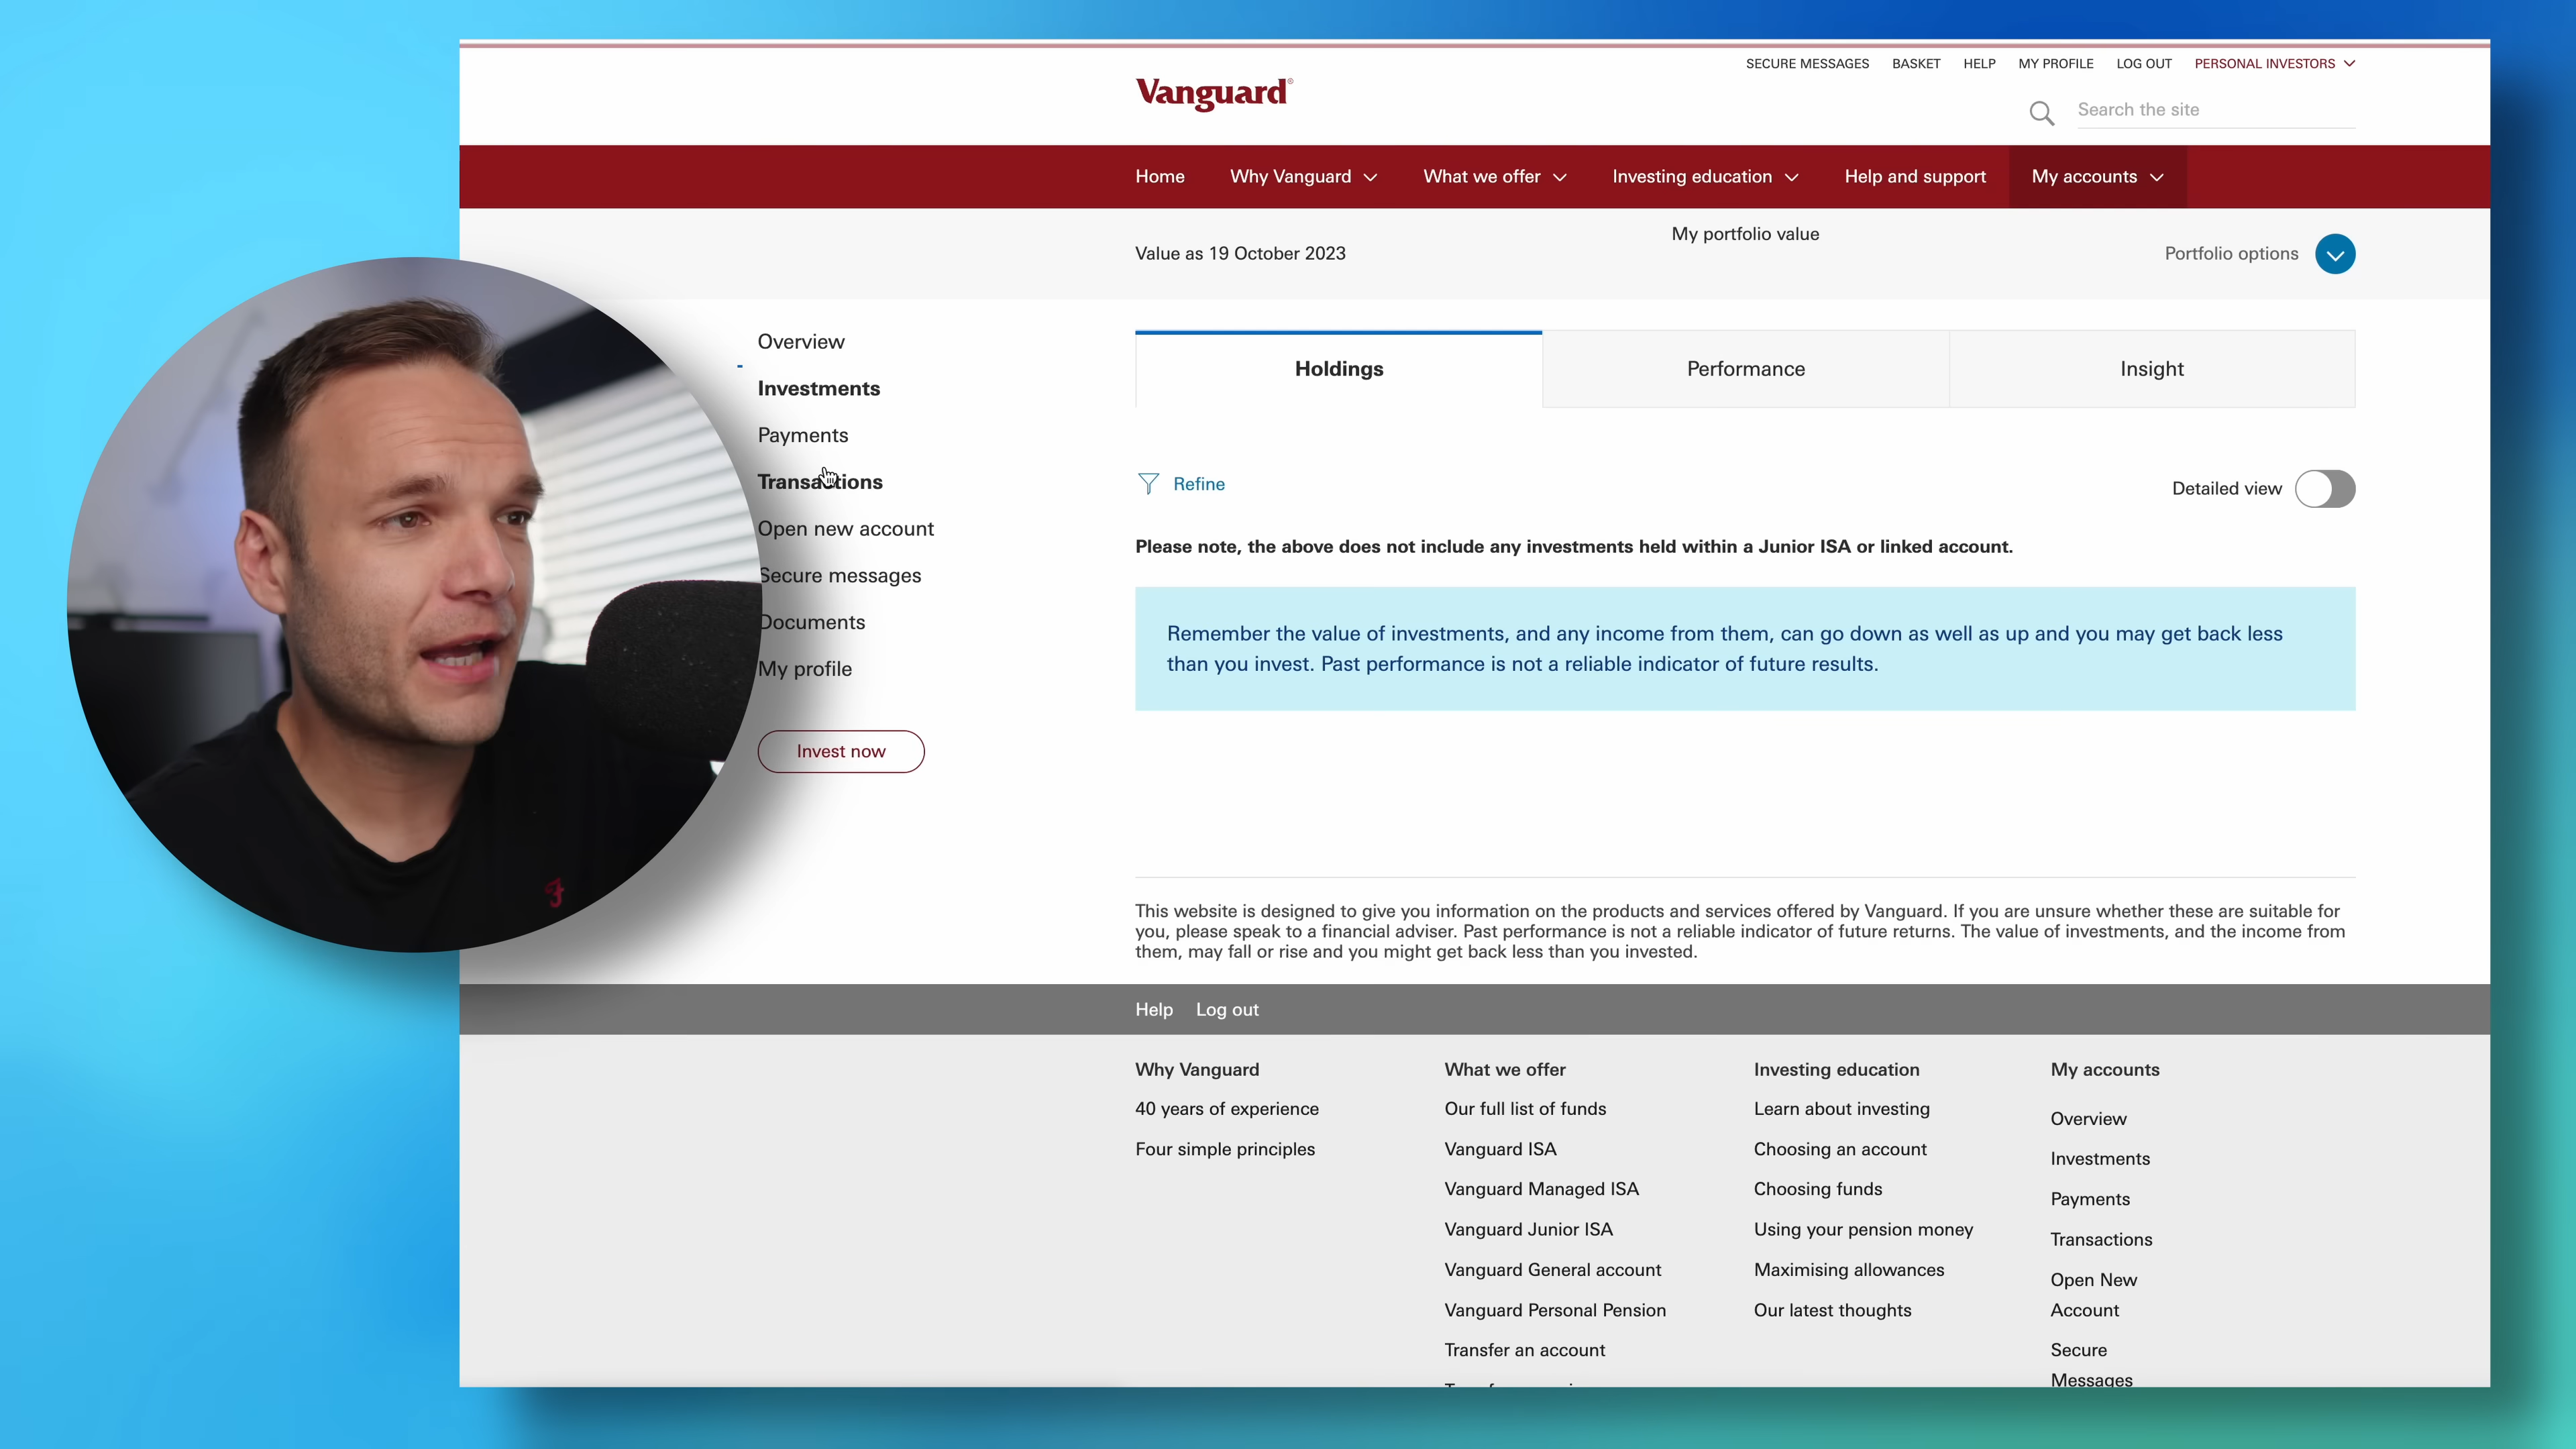 SECURE MESSAGES BASKET HELP MY PROFILE LOG OUT PERSONAL INVESTORS
Vanguard®
Search the site
Home Why Vanguard What we offer Investing education Help and support My accounts
My portfolio value
Value as 19 October 2023
Portfolio options
Overview
Investments
Payments
Transactions
Open new account
Secure messages
Documents
My profile
Invest now
Holdings Performance Insight
Refine
Detailed view
Please note, the above does not include any investments held within a Junior ISA or linked account.
Remember the value of investments, and any income from them, can go down as well as up and you may get back less
than you invest. Past performance is not a reliable indicator of future results.
This website is designed to give you information on the products and services offered by Vanguard. If you are unsure whether these are suitable for
you, please speak to a financial adviser. Past performance is not a reliable indicator of future returns. The value of investments, and the income from
them, may fall or rise and you might get back less than you invested.
Help Log out
Why Vanguard
40 years of experience
Four simple principles
What we offer
Our full list of funds
Vanguard ISA
Vanguard Managed ISA
Vanguard Junior ISA
Vanguard General account
Vanguard Personal Pension
Transfer an account
Investing education
Learn about investing
Choosing an account
Choosing funds
Using your pension money
Maximising allowances
Our latest thoughts
My accounts
Overview
Investments
Payments
Transactions
Open New
Account
Secure
Messages